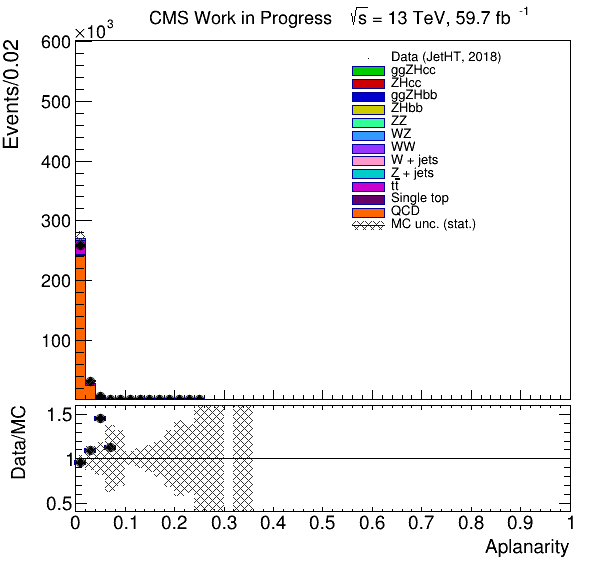 CMS Work in Progress √s = 13 TeV, 59.7 fb⁻¹
×10³
Events/0.02
600
500
400
300
200
100
Data (JetHT, 2018)
ggZHcc
ZHcc
ggZHbb
ZHbb
ZZ
WZ
WW
W + jets
Z + jets
tt̅
Single top
QCD
MC unc. (stat.)
Data/MC
1.5
1
0.5
0 0.1 0.2 0.3 0.4 0.5 0.6 0.7 0.8 0.9 1
Aplanarity